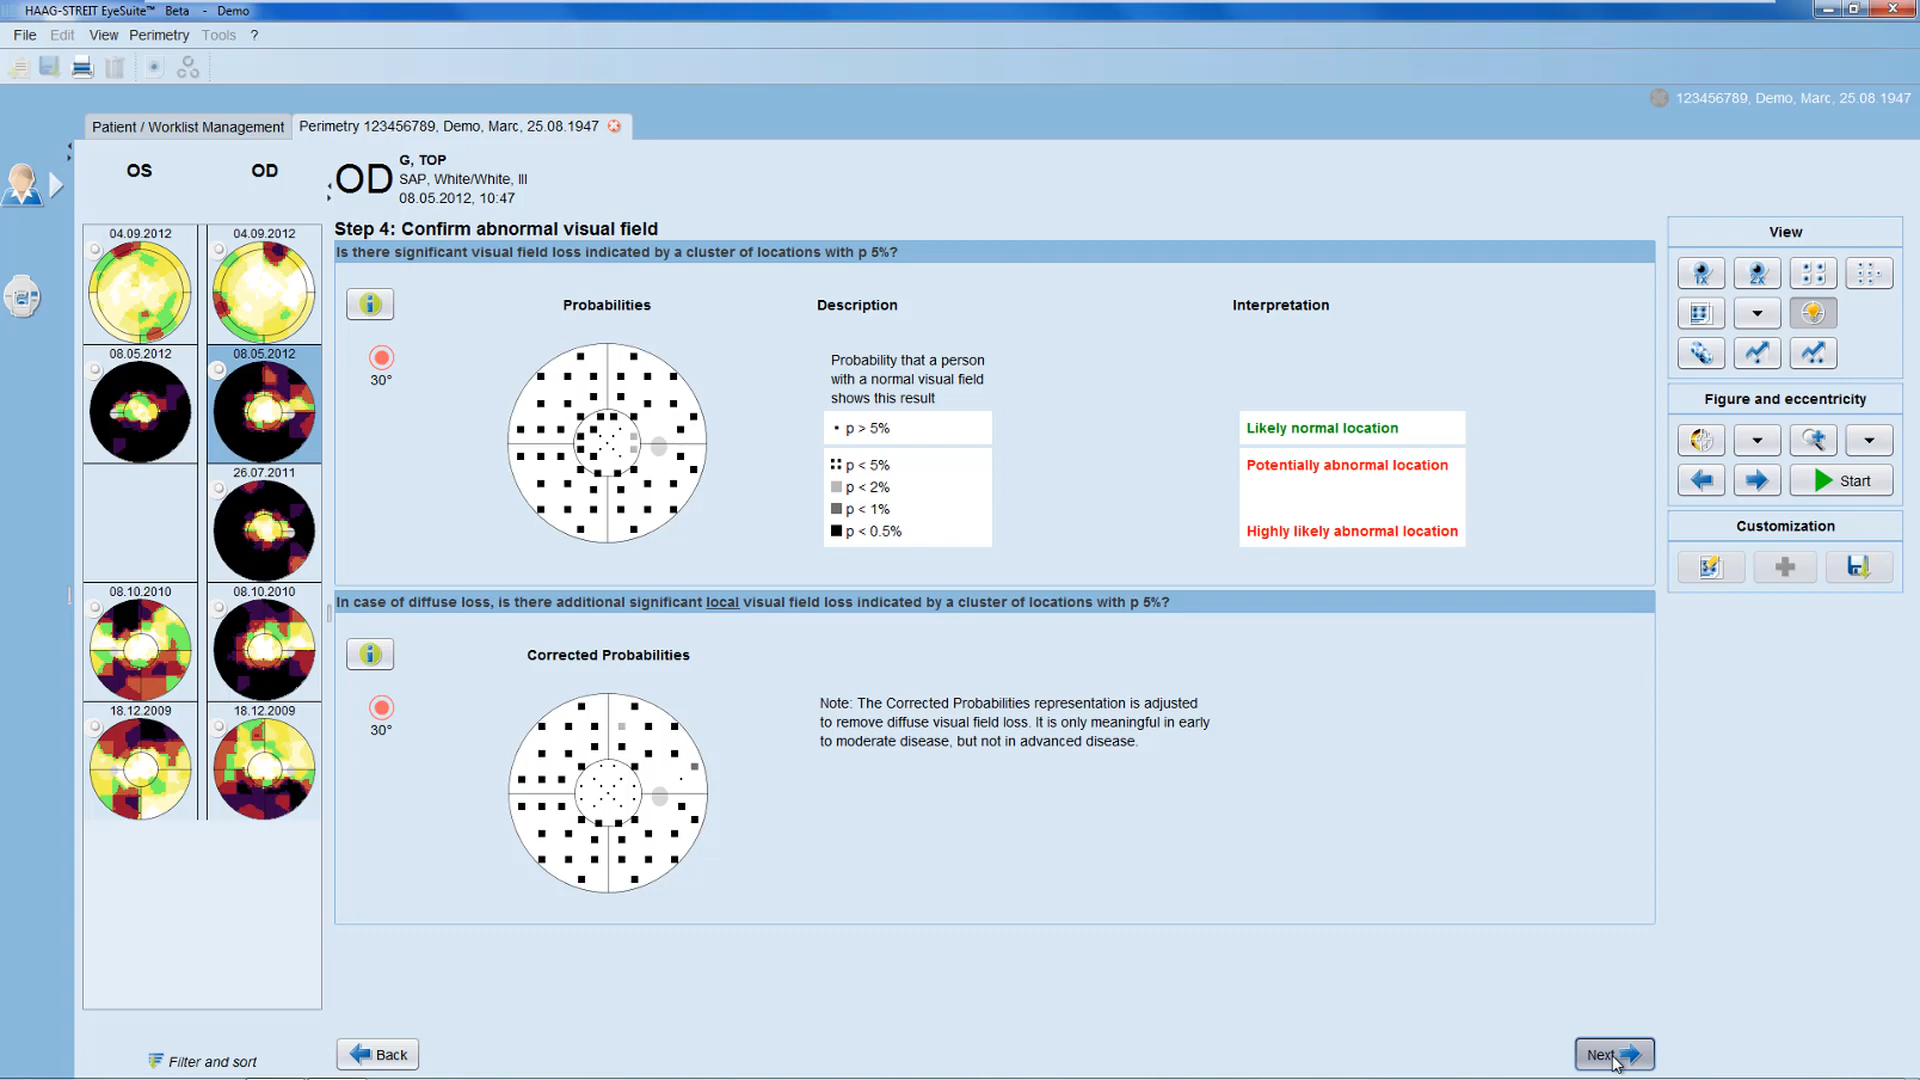 HAAG-STREIT EyeSuite™ Beta - Demo
File Edit View Perimetry Tools ?
123456789, Demo, Marc, 25.08.1947
Patient / Worklist Management
Perimetry 123456789, Demo, Marc, 25.08.1947
OS
OD
OD
G, TOP
SAP, White/White, III
08.05.2012, 10:47
04.09.2012
04.09.2012
08.05.2012
08.05.2012
26.07.2011
08.10.2010
08.10.2010
18.12.2009
18.12.2009
Filter and sort
Step 4: Confirm abnormal visual field
Is there significant visual field loss indicated by a cluster of locations with p 5%?
Probabilities
Description
Interpretation
30°
Probability that a person
with a normal visual field
shows this result
p > 5%
p < 5%
p < 2%
p < 1%
p < 0.5%
Likely normal location
Potentially abnormal location
Highly likely abnormal location
In case of diffuse loss, is there additional significant local visual field loss indicated by a cluster of locations with p 5%?
Corrected Probabilities
30°
Note: The Corrected Probabilities representation is adjusted
to remove diffuse visual field loss. It is only meaningful in early
to moderate disease, but not in advanced disease.
Back
Next
View
1x
2x
Figure and eccentricity
Start
Customization